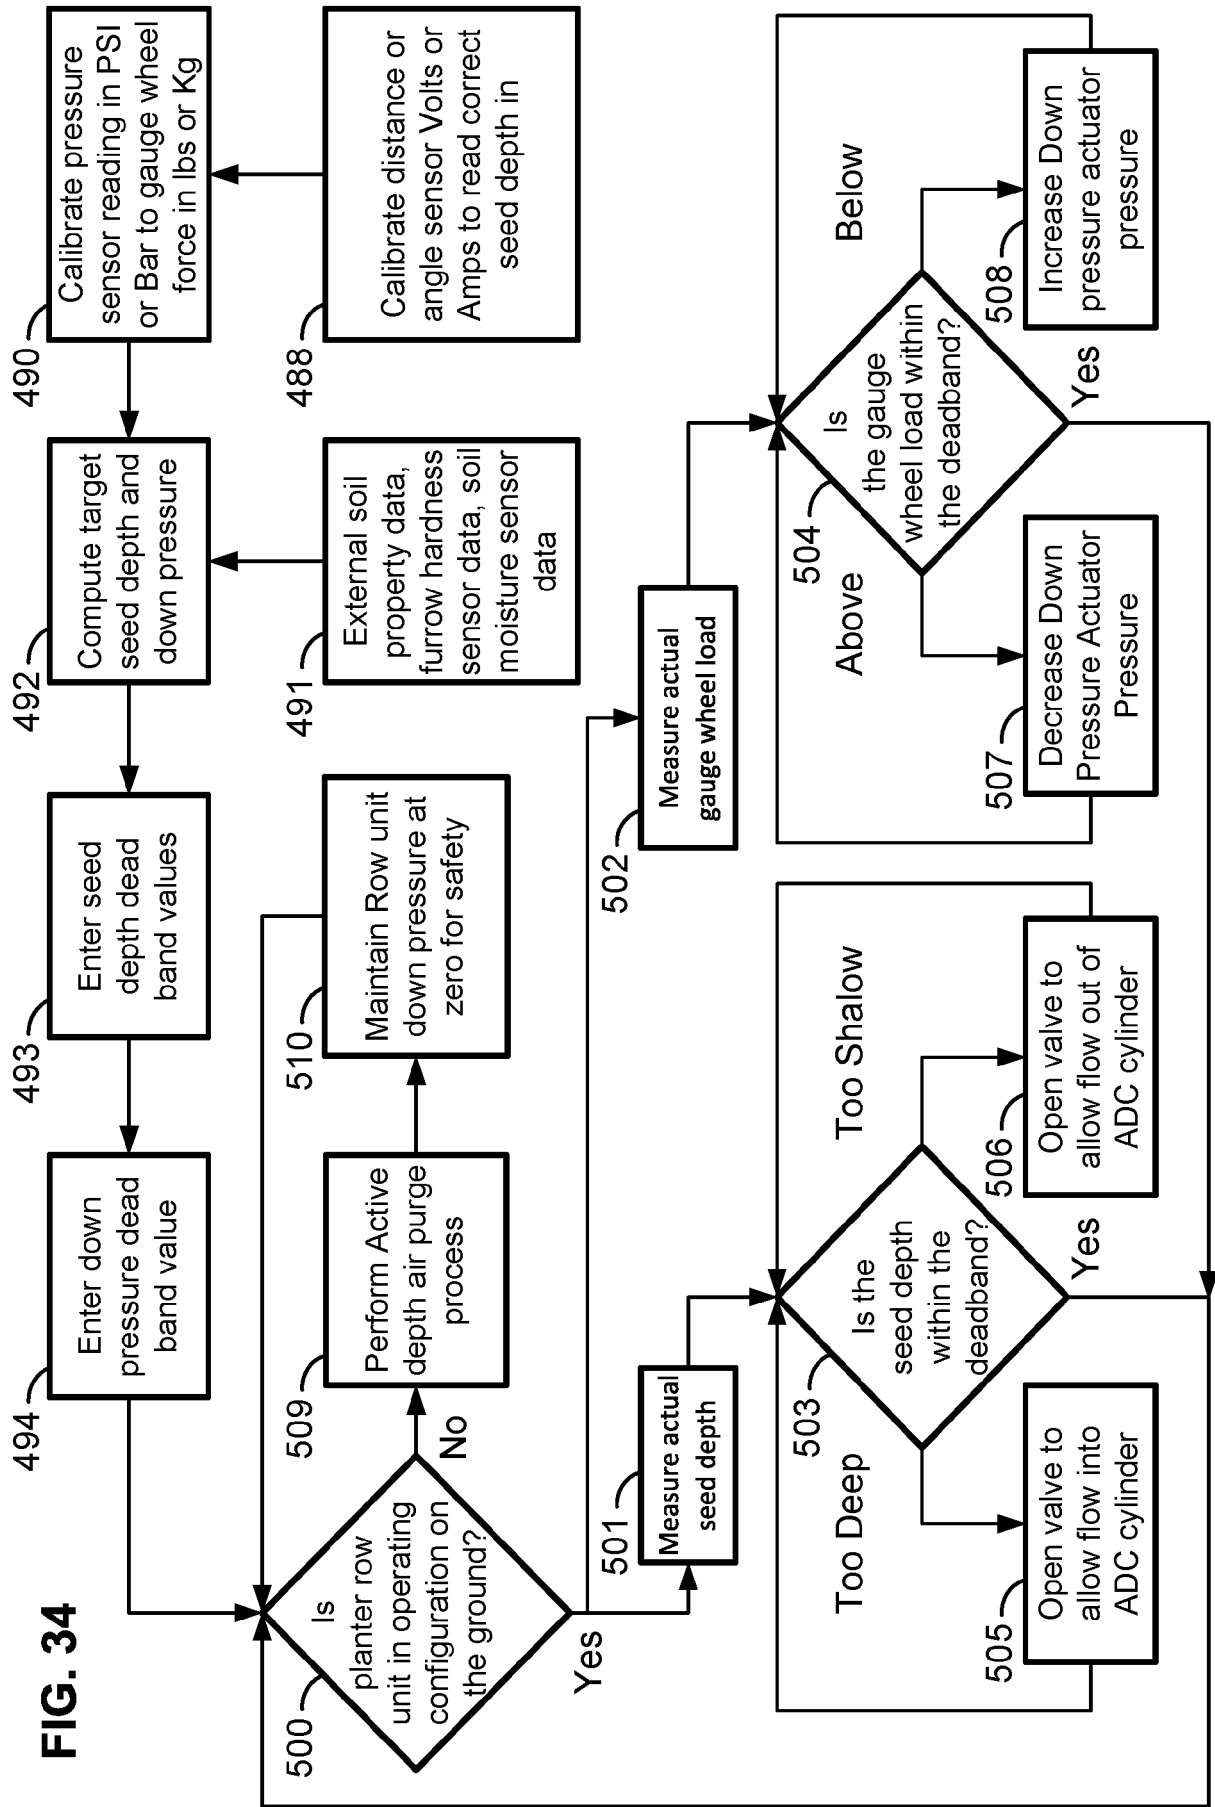 FIG. 34
494
Enter down
pressure dead
band value
493
Enter seed
depth dead
band values
492
Compute target
seed depth and
down pressure
490
Calibrate pressure
sensor reading in PSI
or Bar to gauge wheel
force in lbs or Kg
500
Is
planter row
unit in operating
configuration on
the ground?
No
Yes
509
Perform Active
depth air purge
process
510
Maintain Row unit
down pressure at
zero for safety
491
External soil
property data,
furrow hardness
sensor data, soil
moisture sensor
data
488
Calibrate distance or
angle sensor Volts or
Amps to read correct
seed depth in
501
Measure actual
seed depth
502
Measure actual
gauge wheel load
Too Deep
503
Is the
seed depth
within the
deadband?
Too Shalow
Yes
505
Open valve to
allow flow into
ADC cylinder
506
Open valve to
allow flow out of
ADC cylinder
Above
504
Is
the gauge
wheel load within
the deadband?
Below
Yes
507
Decrease Down
Pressure Actuator
Pressure
508
Increase Down
pressure actuator
pressure